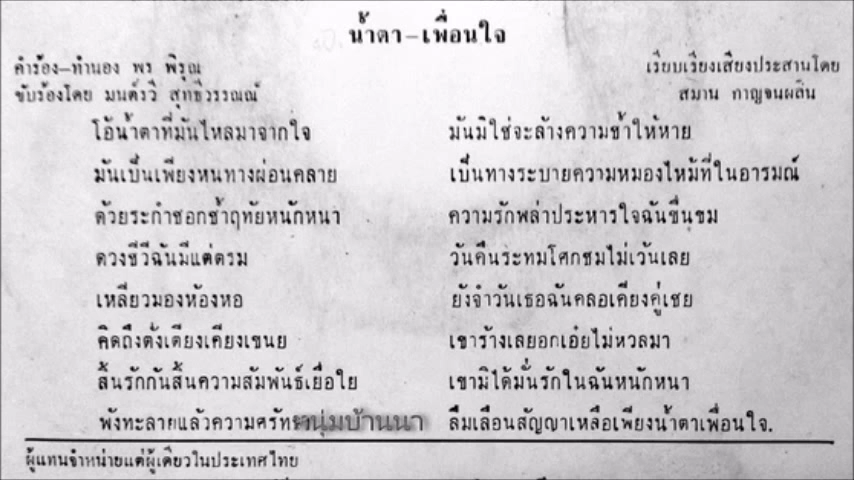 น้ำตา-เพื่อนใจ
คำร้อง-ทำนอง พร พิรุณ
เรียบเรียงเสียงประสานโดย
ขับร้องโดย มนต์รวี สุทธิวรรณณ์
สมาน กาญจนผลิน
โอ้น้ำตาที่มันไหลมาจากใจ มันมิใช่จะล้างความช้ำให้หาย
มันเป็นเพียงหนทางผ่อนคลาย เป็นทางระบายความหมองไหม้ที่ในอารมณ์
ด้วยระกำชอกช้ำฤทัยหนักหนา ความรักพล่าประหารใจฉันขื่นขม
ดวงชีวีฉันมีแต่ตรม วันคืนระทมโศกซมไม่เว้นเลย
เหลียวมองห้องหอ ยังจำวันเธอฉันคลอเคียงคู่เชย
คิดถึงตั่งเตียงเคียงเขนย เขาร้างเลยอกเอ๋ยไม่หวลมา
สิ้นรักกันสิ้นความสัมพันธ์เยื่อใย เขามิได้มั่นรักในฉันหนักหนา
พังทะลายแล้วความศรัท หนุ่มบ้านนา ลืมเลือนสัญญาเหลือเพียงน้ำตาเพื่อนใจ.
ผู้แทนจำหน่ายแต่ผู้เดียวในประเทศไทย